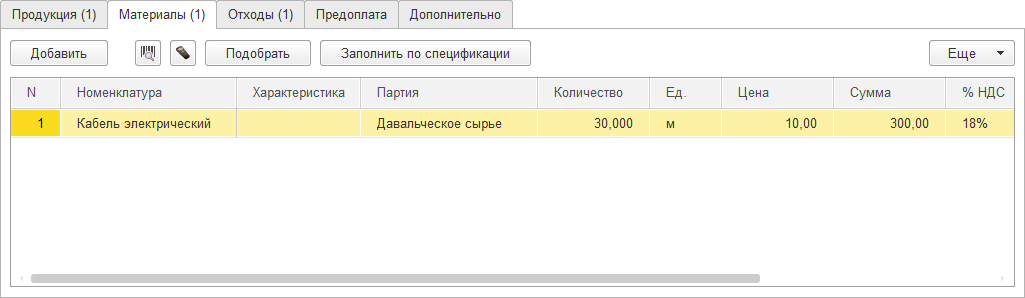 Продукция (1) Материалы (1) Отходы (1) Предоплата Дополнительно
Добавить Подобрать Заполнить по спецификации Еще
N Номенклатура Характеристика Партия Количество Ед. Цена Сумма % НДС
1 Кабель электрический Давальческое сырье 30,000 м 10,00 300,00 18%